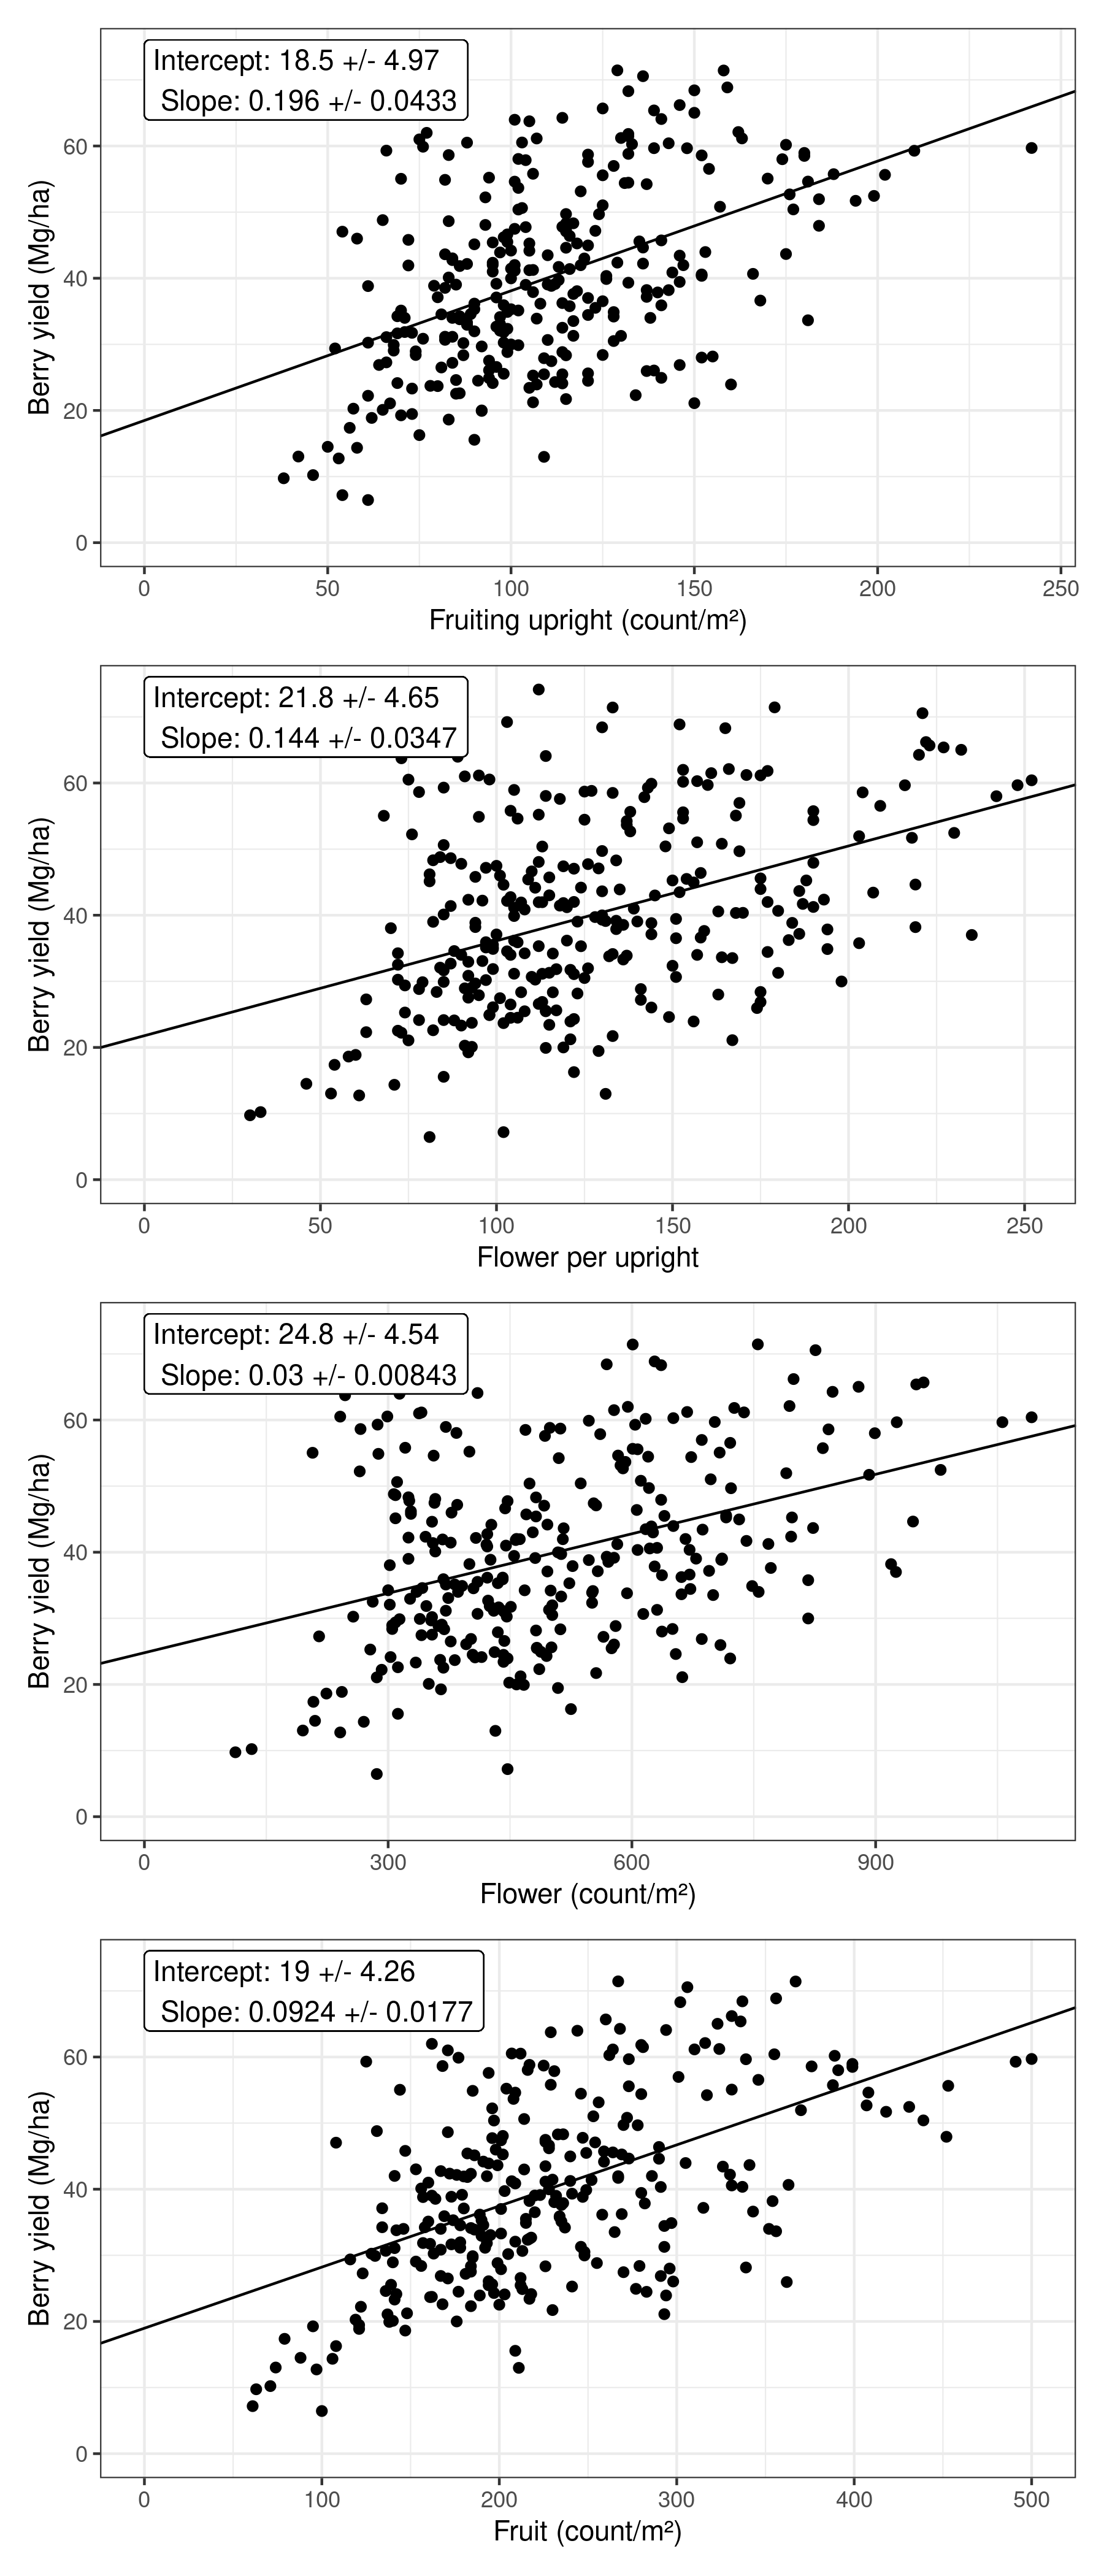 Intercept: 18.5 +/- 4.97
Slope: 0.196 +/- 0.0433
Berry yield (Mg/ha)
60
40
20
0
0 50 100 150 200 250
Fruiting upright (count/m²)
Intercept: 21.8 +/- 4.65
Slope: 0.144 +/- 0.0347
Berry yield (Mg/ha)
60
40
20
0
0 50 100 150 200 250
Flower per upright
Intercept: 24.8 +/- 4.54
Slope: 0.03 +/- 0.00843
Berry yield (Mg/ha)
60
40
20
0
0 300 600 900
Flower (count/m²)
Intercept: 19 +/- 4.26
Slope: 0.0924 +/- 0.0177
Berry yield (Mg/ha)
60
40
20
0
0 100 200 300 400 500
Fruit (count/m²)